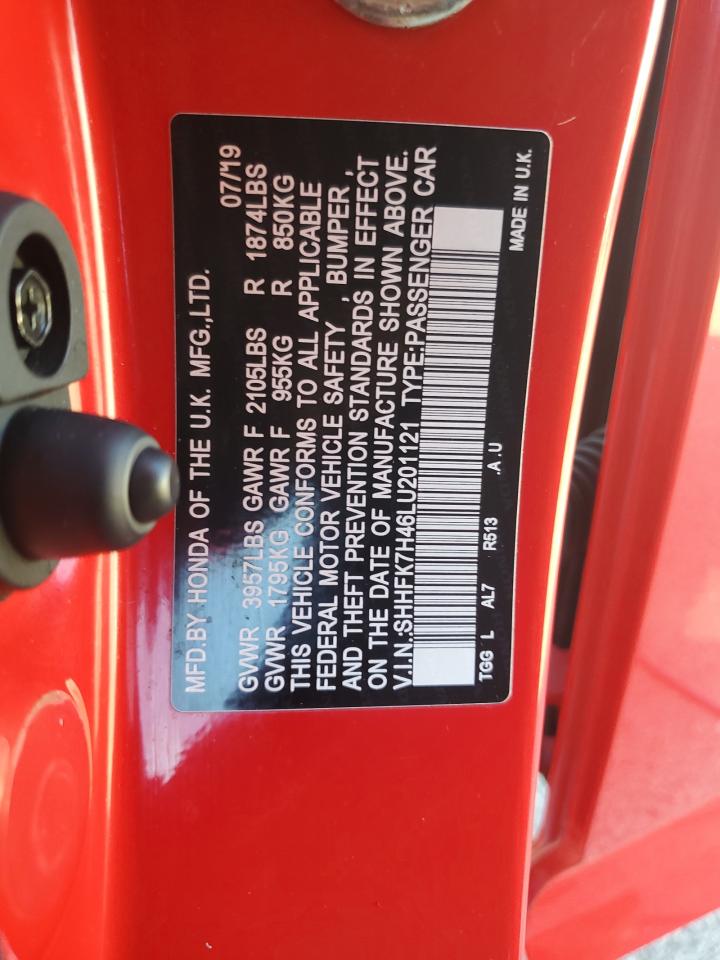 MFD.BY HONDA OF THE U.K. MFG.,LTD.
07/19
GVWR 3957LBS GAWR F 2105LBS R 1874LBS
GVWR 1795KG GAWR F 955KG R 850KG
THIS VEHICLE CONFORMS TO ALL APPLICABLE
FEDERAL MOTOR VEHICLE SAFETY , BUMPER ,
AND THEFT PREVENTION STANDARDS IN EFFECT
ON THE DATE OF MANUFACTURE SHOWN ABOVE.
V.I.N.:SHHFK7H46LU201121 TYPE:PASSENGER CAR
TGG L AL7 R513 .A .U MADE IN U.K.